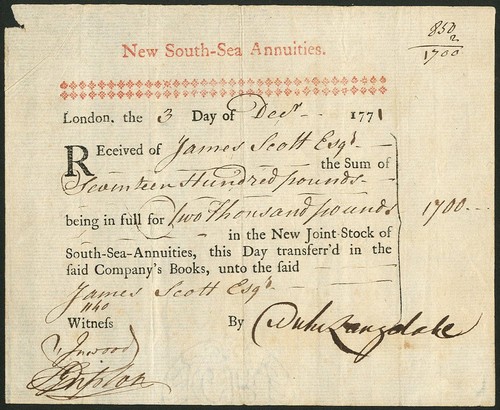 850
2
1700
New South-Sea Annuities.
London. the 3 Day of Decr 1771
Received of James Scott Esqr
the Sum of
Seventeen Hundred pounds
being in full for Two Thousand pounds 1700
in the New Joint-Stock of
South-Sea-Annuities, this Day transferr'd in the
said Company's Books, unto the said
James Scott Esqr
Witness By Duke Langdale
Inwood